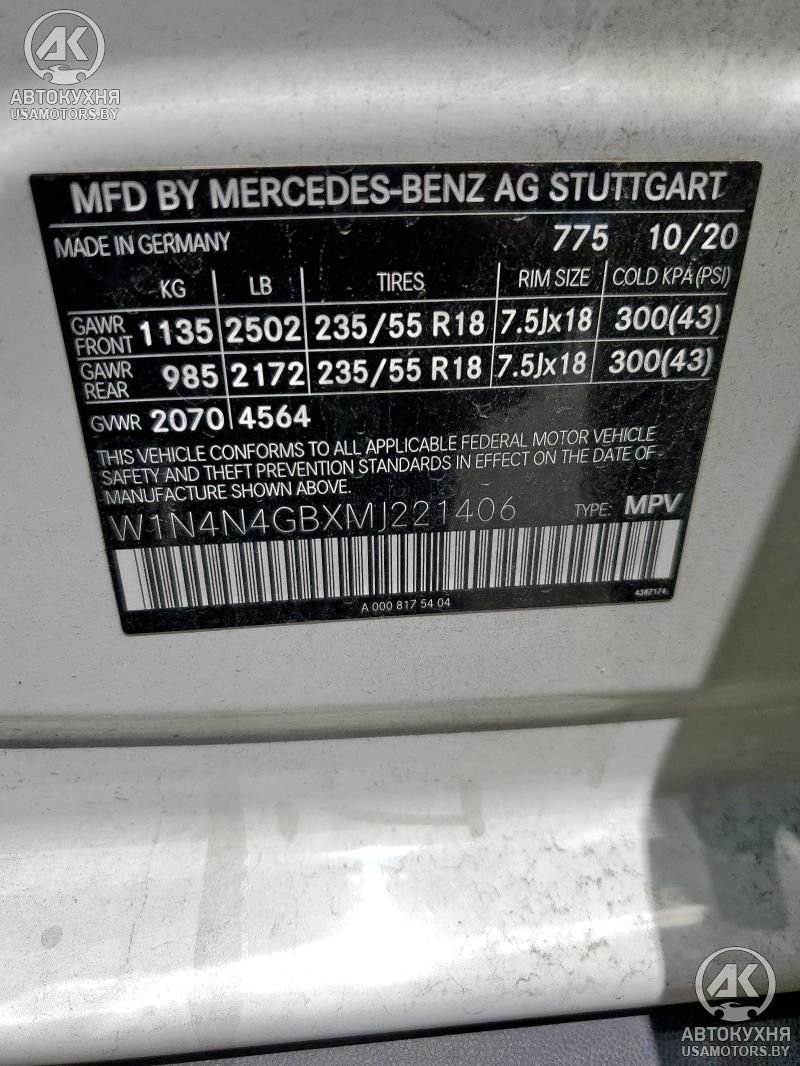 AK
АВТОКУХНЯ
USAMOTORS.BY
MFD BY MERCEDES-BENZ AG STUTTGART
MADE IN GERMANY 775 10/20
KG LB TIRES RIM SIZE COLD KPA (PSI)
GAWR FRONT 1135 2502 235/55 R18 7.5Jx18 300(43)
GAWR REAR 985 2172 235/55 R18 7.5Jx18 300(43)
GVWR 2070 4564
THIS VEHICLE CONFORMS TO ALL APPLICABLE FEDERAL MOTOR VEHICLE
SAFETY AND THEFT PREVENTION STANDARDS IN EFFECT ON THE DATE OF
MANUFACTURE SHOWN ABOVE.
W1N4N4GBXMJ221406 TYPE: MPV
A 000 817 54 04 4387174
AK
АВТОКУХНЯ
USAMOTORS.BY